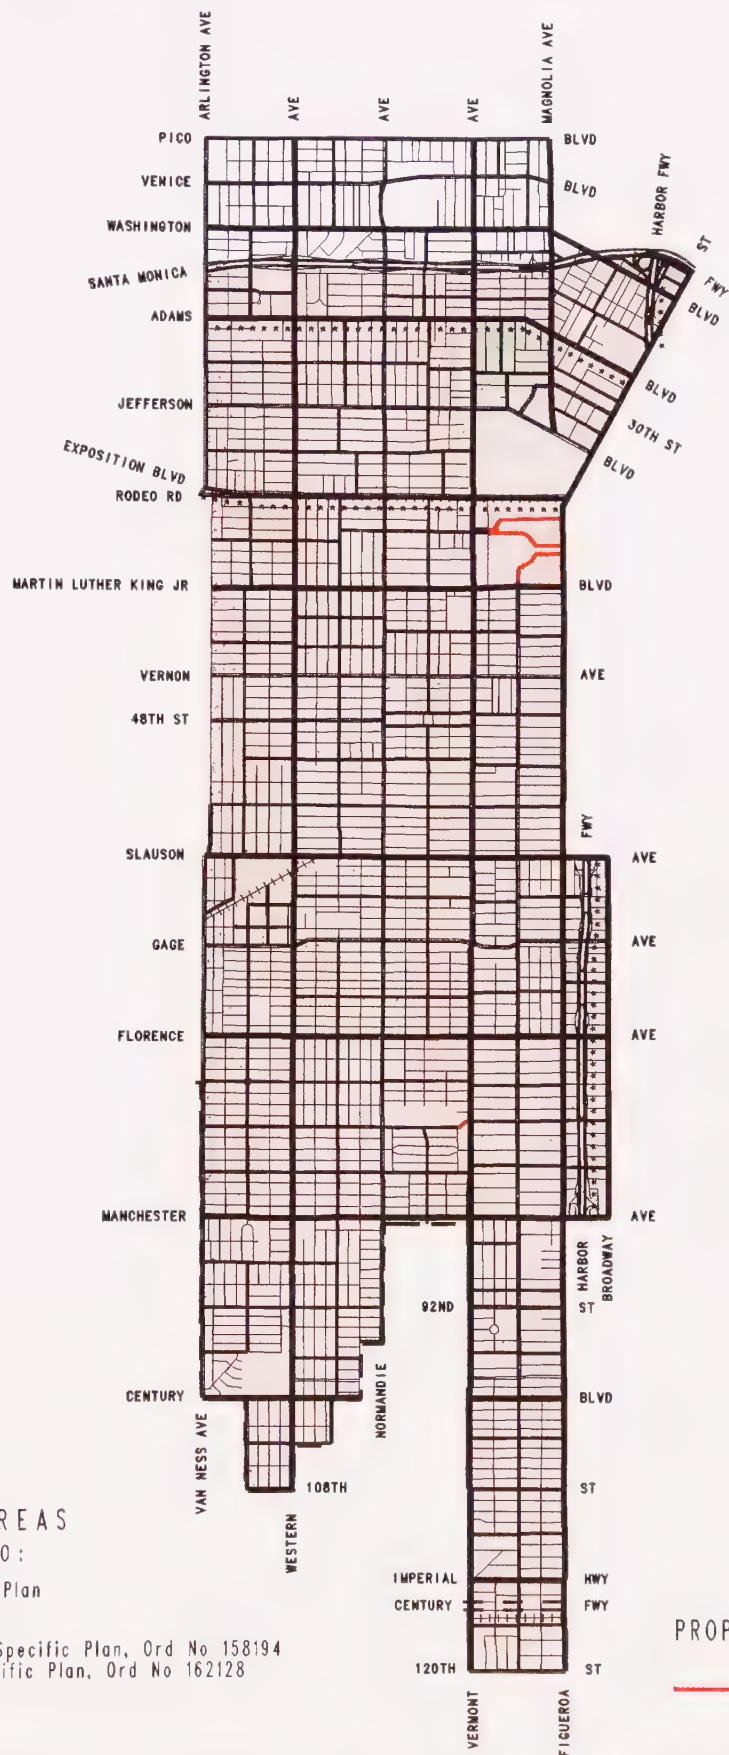 ARLINGTON AVE
AVE
AVE
AVE
MAGNOLIA AVE
PICO
BLVD
VENICE
BLVD
HARBOR FWY
WASHINGTON
ST
SANTA MONICA
FWY
BLVD
ADAMS
BLVD
JEFFERSON
30TH ST
EXPOSITION BLVD
BLVD
RODEO RD
MARTIN LUTHER KING JR
BLVD
VERNON
AVE
48TH ST
FWY
SLAUSON
AVE
GAGE
AVE
FLORENCE
AVE
MANCHESTER
AVE
HARBOR
BROADWAY
92ND
ST
NORMANDIE
CENTURY
BLVD
VAN NESS AVE
108TH
ST
WESTERN
REAS
O:
IMPERIAL
HWY
Plan
CENTURY
FWY
PROP
Specific Plan, Ord No 158194
ific Plan, Ord No 162128
120TH
ST
VERMONT
FIGUEROA